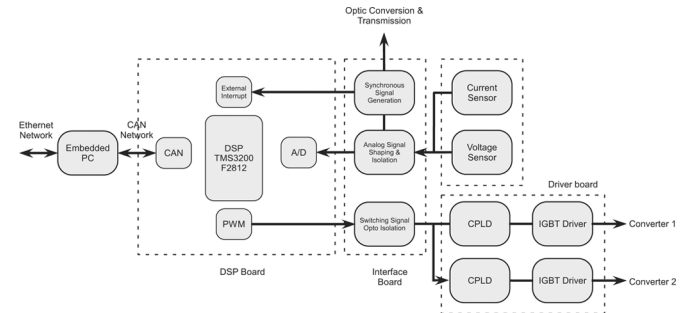 Optic Conversion &
Transmission
External
Interrupt
Synchronous
Signal
Generation
Current
Sensor
Ethernet
Network
CAN
Network
Embedded
PC
CAN
DSP
TMS3200
F2812
A/D
Analog Signal
Shaping &
Isolation
Voltage
Sensor
Driver board
PWM
Switching Signal
Opto Isolation
CPLD
IGBT Driver
Converter 1
DSP Board
Interface
Board
CPLD
IGBT Driver
Converter 2